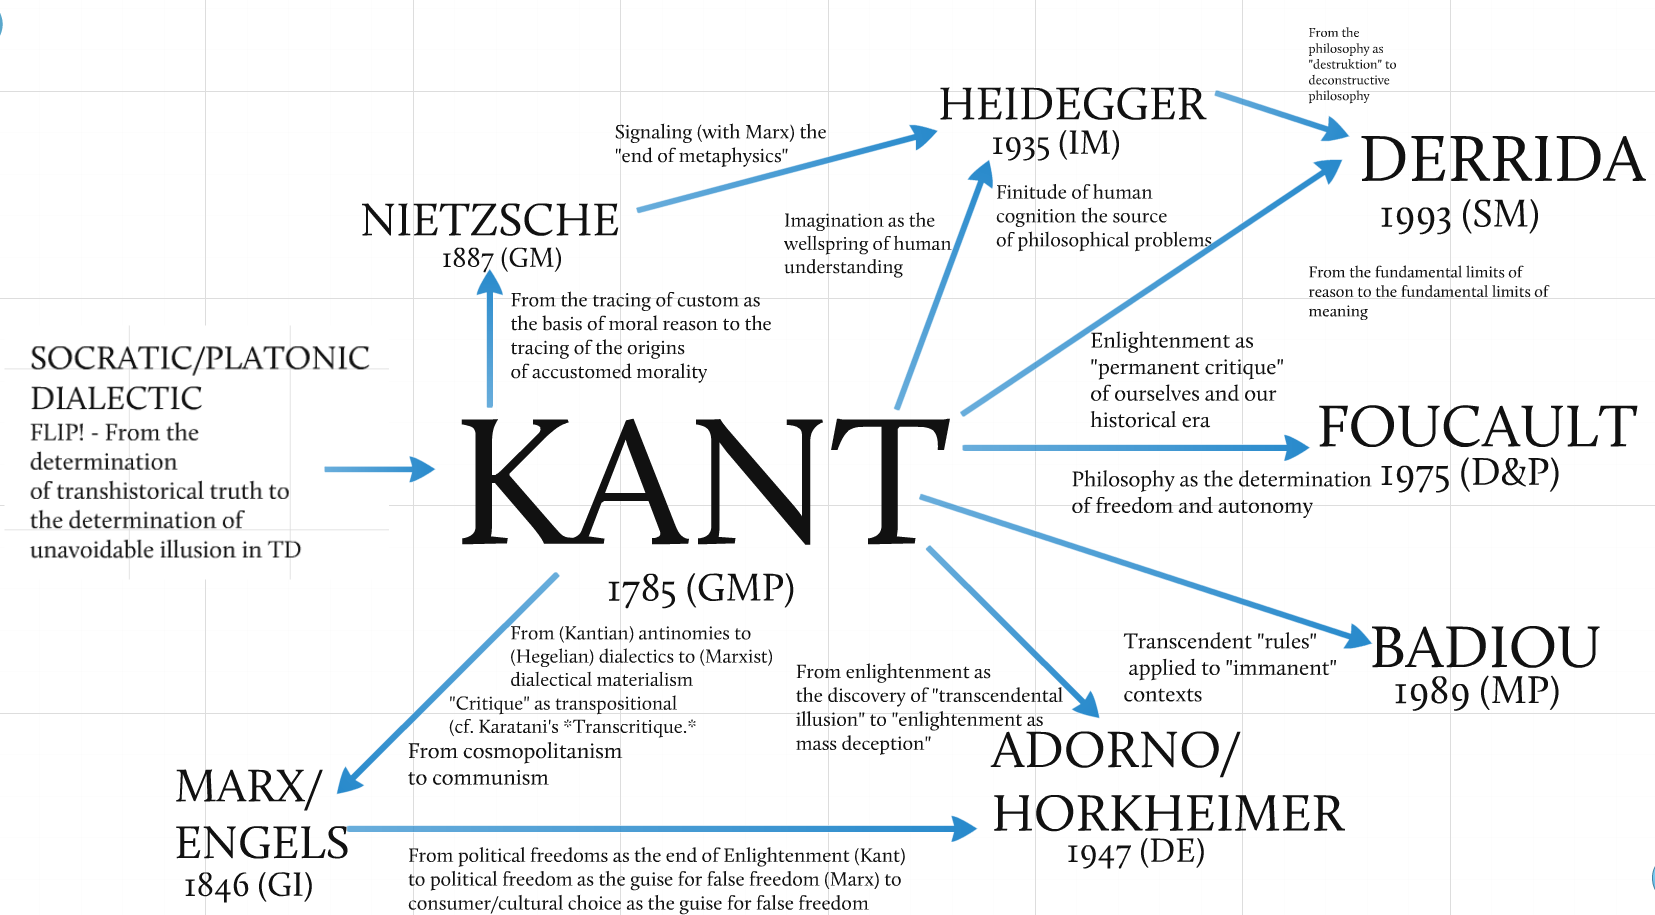 From the
philosophy as
"destruktion" to
deconstructive
philosophy
HEIDEGGER
1935 (IM)
Signaling (with Marx) the
"end of metaphysics"
DERRIDA
1993 (SM)
NIETZSCHE
1887 (GM)
Imagination as the
wellspring of human
understanding
Finitude of human
cognition the source
of philosophical problems
From the fundamental limits of
reason to the fundamental limits of
meaning
From the tracing of custom as
the basis of moral reason to the
tracing of the origins
of accustomed morality
Enlightenment as
"permanent critique"
of ourselves and our
historical era
SOCRATIC/PLATONIC
DIALECTIC
FLIP! - From the
determination
of transhistorical truth to
the determination of
unavoidable illusion in TD
KANT
1785 (GMP)
FOUCAULT
1975 (D&P)
Philosophy as the determination
of freedom and autonomy
From (Kantian) antinomies to
(Hegelian) dialectics to (Marxist)
dialectical materialism
"Critique" as transpositional
(cf. Karatani's *Transcritique.*
From cosmopolitanism
to communism
From enlightenment as
the discovery of "transcendental
illusion" to "enlightenment as
mass deception"
Transcendent "rules"
applied to "immanent"
contexts
BADIOU
1989 (MP)
MARX/
ENGELS
1846 (GI)
ADORNO/
HORKHEIMER
1947 (DE)
From political freedoms as the end of Enlightenment (Kant)
to political freedom as the guise for false freedom (Marx) to
consumer/cultural choice as the guise for false freedom